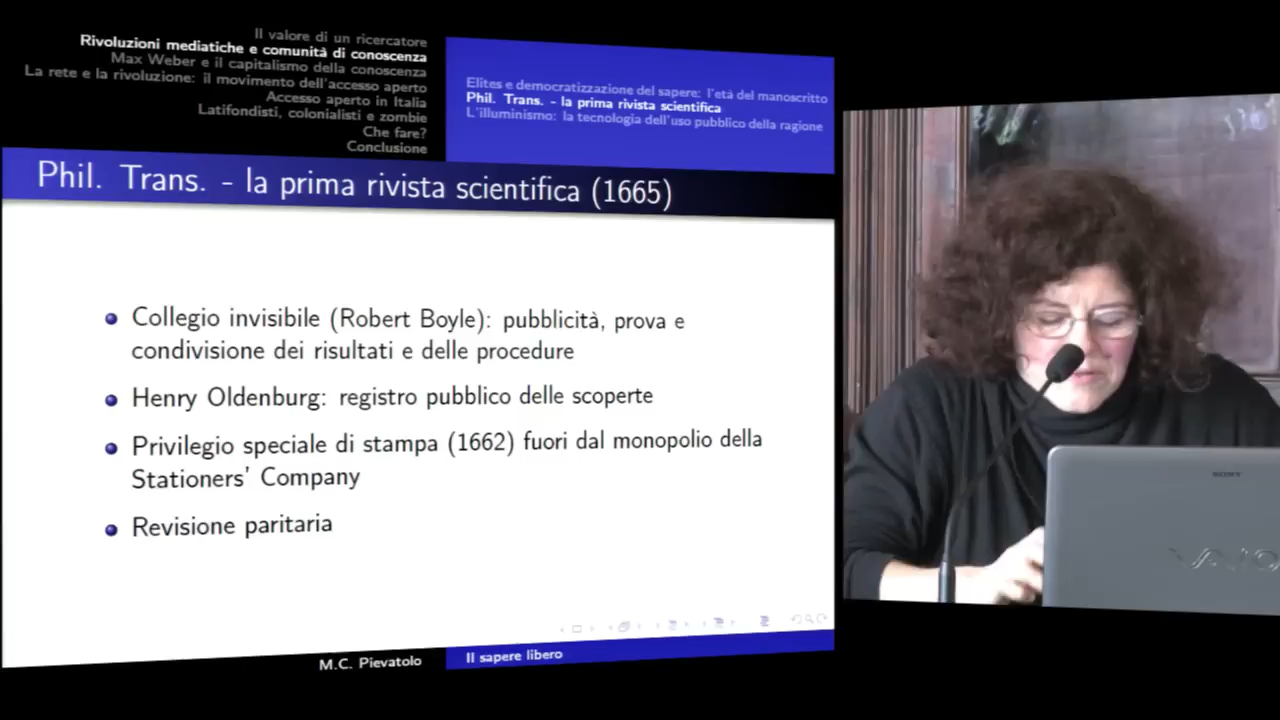 Il valore di un ricercatore
Rivoluzioni mediatiche e comunità di conoscenza
Max Weber e il capitalismo della conoscenza
La rete e la rivoluzione: il movimento dell'accesso aperto
Accesso aperto in Italia
Latifondisti, colonialisti e zombie
Che fare?
Conclusione
Elites e democratizzazione del sapere: l'età del manoscritto
Phil. Trans. - la prima rivista scientifica
L'illuminismo: la tecnologia dell'uso pubblico della ragione
Phil. Trans. - la prima rivista scientifica (1665)
Collegio invisibile (Robert Boyle): pubblicità, prova e
condivisione dei risultati e delle procedure
Henry Oldenburg: registro pubblico delle scoperte
Privilegio speciale di stampa (1662) fuori dal monopolio della
Stationers' Company
Revisione paritaria
M.C. Pievatolo
Il sapere libero
SONY
VAIO